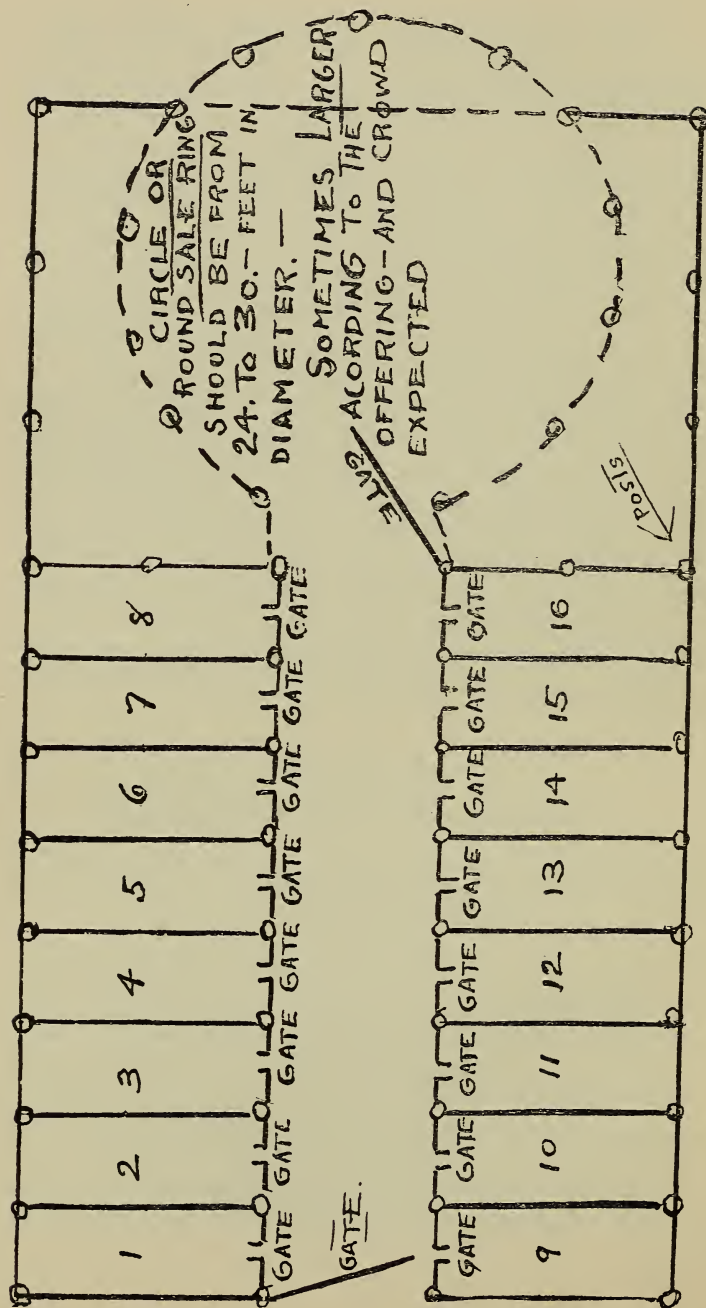 CIRCLE OR
ROUND SALE RING
SHOULD BE FROM
24. TO 30.- FEET IN
DIAMETER.—
SOMETIMES LARGER
ACORDING TO THE
OFFERING-AND CROWD
EXPECTED
GATE
POSTS
1 2 3 4 5 6 7 8
GATE GATE GATE GATE GATE GATE GATE GATE
GATE.
GATE GATE GATE GATE GATE GATE GATE GATE
9 10 11 12 13 14 15 16